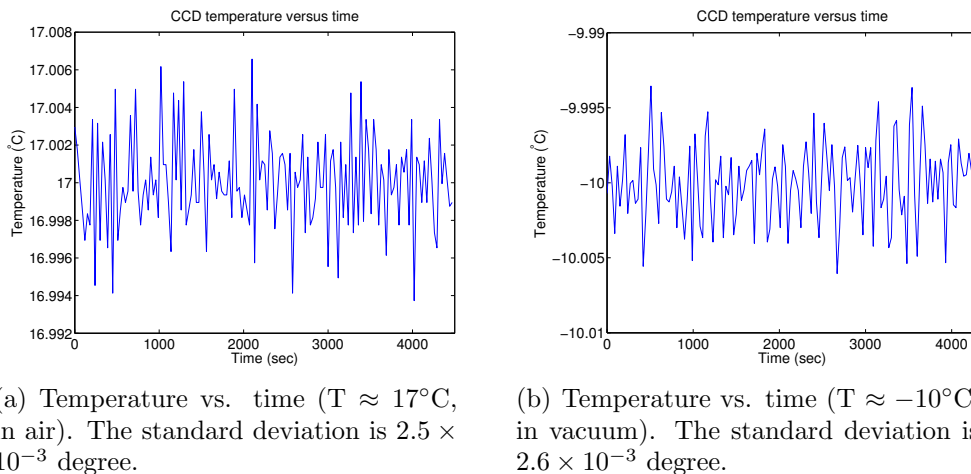 CCD temperature versus time
17.008
17.006
17.004
17.002
17
16.998
16.996
16.994
16.992
Temperature (°C)
0 1000 2000 3000 4000
Time (sec)
CCD temperature versus time
−9.99
−9.995
−10
−10.005
−10.01
Temperature (°C)
0 1000 2000 3000 4000
Time (sec)
a) Temperature vs. time (T ≈ 17°C,
n air). The standard deviation is 2.5 ×
10⁻³ degree.
(b) Temperature vs. time (T ≈ −10°C
in vacuum). The standard deviation is
2.6 × 10⁻³ degree.